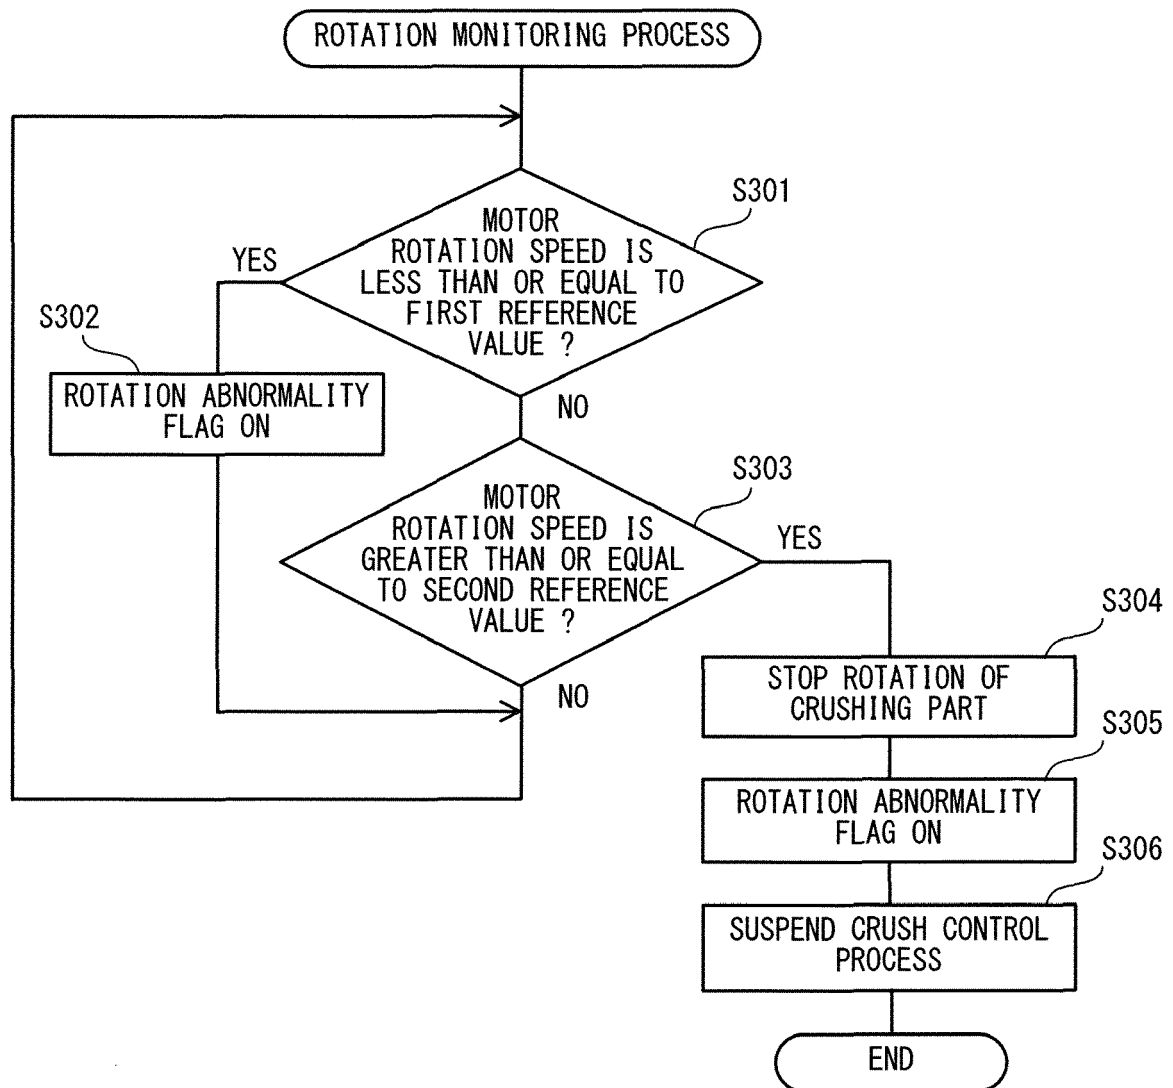 ROTATION MONITORING PROCESS
S301
MOTOR
ROTATION SPEED IS
LESS THAN OR EQUAL TO
FIRST REFERENCE
VALUE ?
YES
S302
ROTATION ABNORMALITY
FLAG ON
NO
S303
MOTOR
ROTATION SPEED IS
GREATER THAN OR EQUAL
TO SECOND REFERENCE
VALUE ?
YES
NO
S304
STOP ROTATION OF
CRUSHING PART
S305
ROTATION ABNORMALITY
FLAG ON
S306
SUSPEND CRUSH CONTROL
PROCESS
END